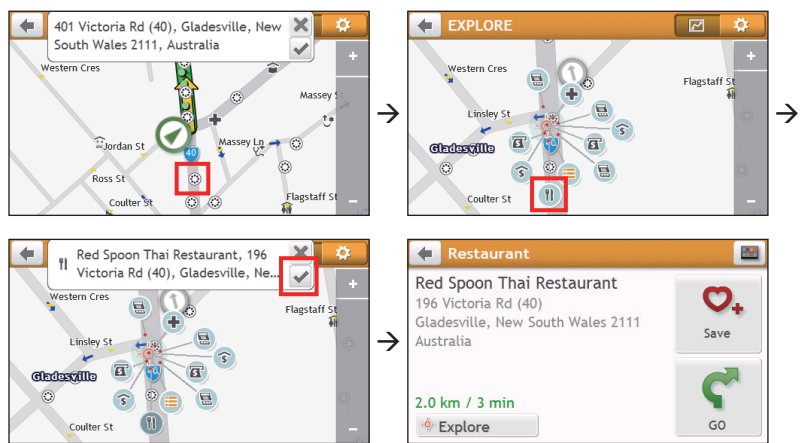 401 Victoria Rd (40), Gladesville, New
South Wales 2111, Australia
+
Western Cres
Massey S
Jordan St
Massey Ln
40
Ross St
Coulter St
Flagstaff St
-
→
EXPLORE
+
Western Cres
Flagstaff St
Linsley St
$
$
Gladesville
$
$
Coulter St
-
→
Red Spoon Thai Restaurant, 196
Victoria Rd (40), Gladesville, Ne...
+
Western Cres
Flagstaff St
Linsley St
$
$
Gladesville
$
$
Coulter St
-
→
Restaurant
Red Spoon Thai Restaurant
196 Victoria Rd (40)
Gladesville, New South Wales 2111
Australia
Save
2.0 km / 3 min
Explore
GO